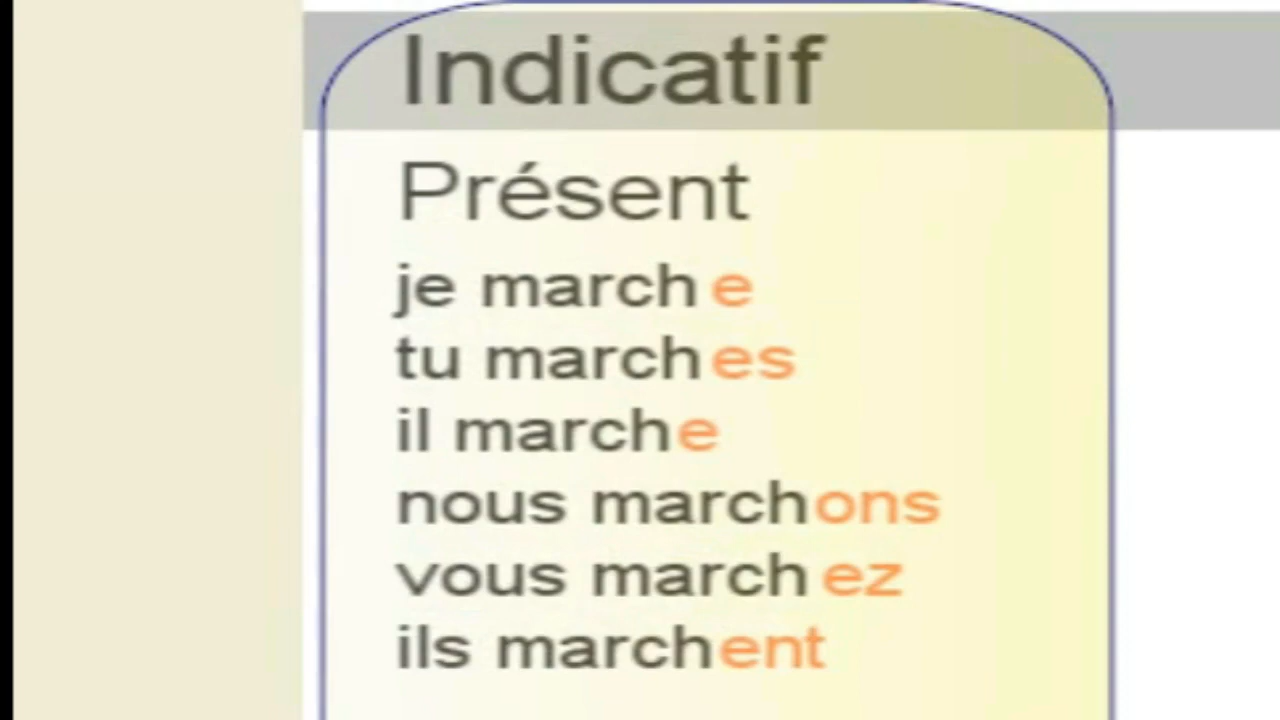 Indicatif
Présent
je marche
tu marches
il marche
nous marchons
vous marchez
ils marchent